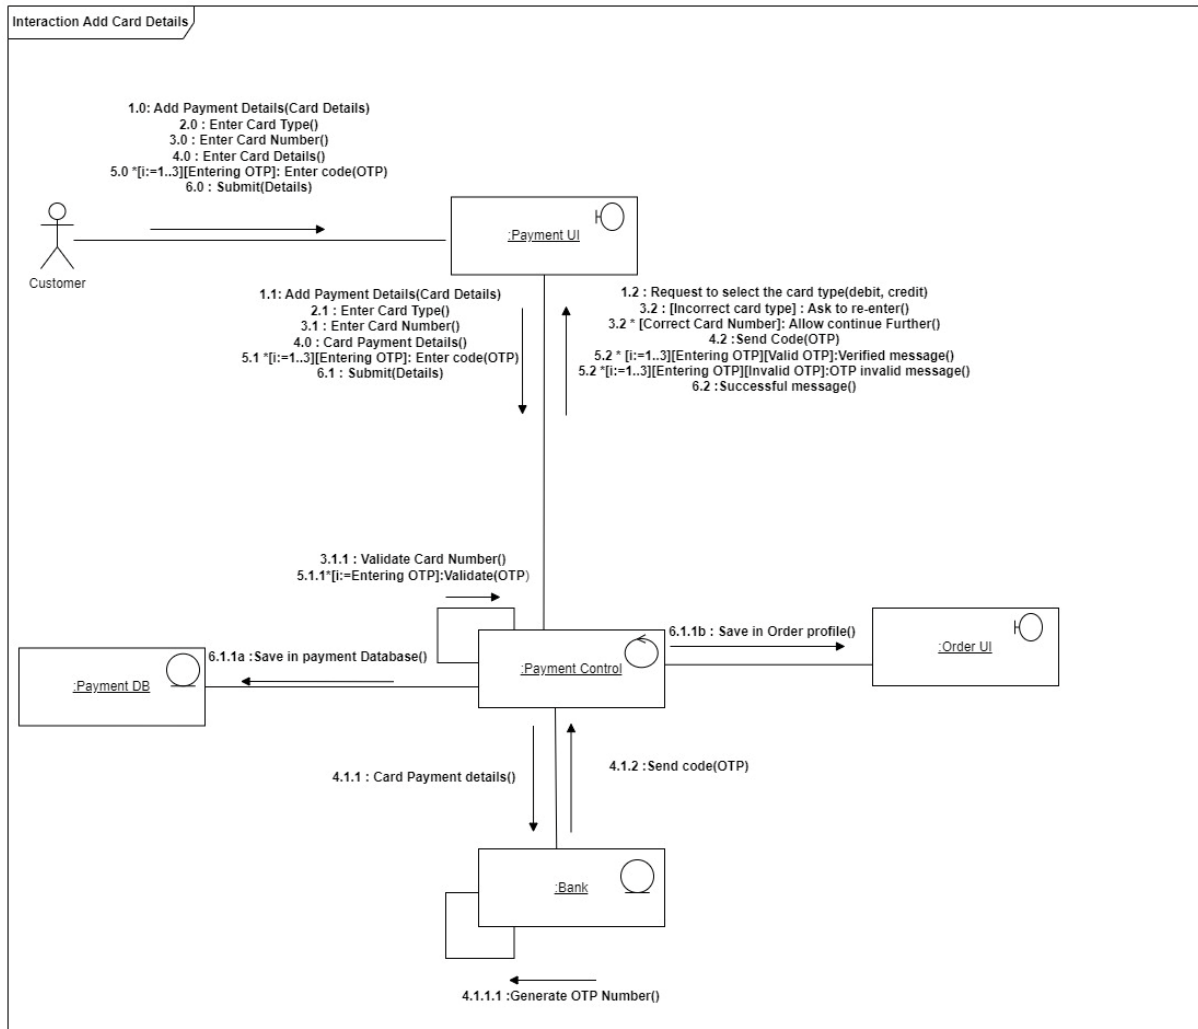 Interaction Add Card Details
1.0: Add Payment Details(Card Details)
2.0 : Enter Card Type()
3.0 : Enter Card Number()
4.0 : Enter Card Details()
5.0 *[i:=1..3][Entering OTP]: Enter code(OTP)
6.0 : Submit(Details)
Customer
:Payment UI
1.1: Add Payment Details(Card Details)
2.1 : Enter Card Type()
3.1 : Enter Card Number()
4.0 : Card Payment Details()
5.1 *[i:=1..3][Entering OTP]: Enter code(OTP)
6.1 : Submit(Details)
1.2 : Request to select the card type(debit, credit)
3.2 : [Incorrect card type] : Ask to re-enter()
3.2 * [Correct Card Number]: Allow continue Further()
4.2 :Send Code(OTP)
5.2 * [i:=1..3][Entering OTP][Valid OTP]:Verified message()
5.2 *[i:=1..3][Entering OTP][Invalid OTP]:OTP invalid message()
6.2 :Successful message()
3.1.1 : Validate Card Number()
5.1.1*[i:=Entering OTP]:Validate(OTP)
6.1.1a :Save in payment Database()
:Payment DB
:Payment Control
6.1.1b : Save in Order profile()
:Order UI
4.1.1 : Card Payment details()
4.1.2 :Send code(OTP)
:Bank
4.1.1.1 :Generate OTP Number()